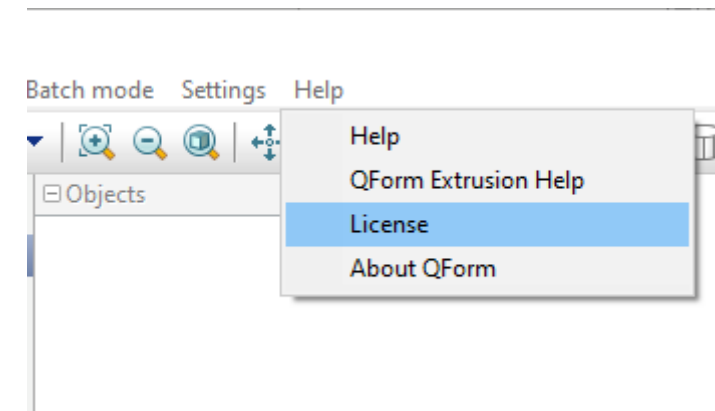 Batch mode Settings Help
Help
QForm Extrusion Help
Objects
License
About QForm